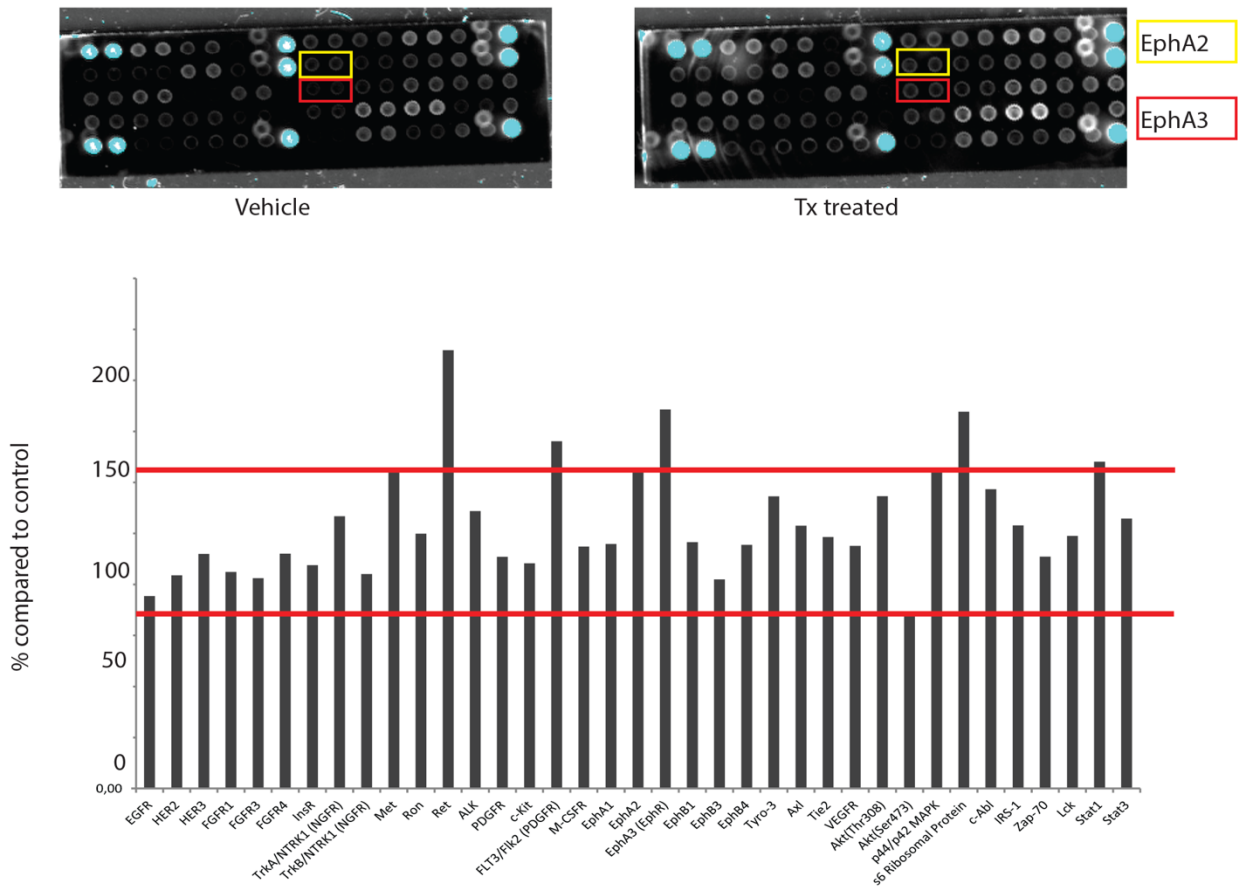 EphA2
EphA3
Vehicle
Tx treated
% compared to control
200
150
100
50
0
0,00
EGFR
HER2
HER3
FGFR1
FGFR3
FGFR4
InsR
TrkA/NTRK1 (NGFR)
TrkB/NTRK1 (NGFR)
Met
Ron
Ret
ALK
PDGFR
c-Kit
FLT3/Flk2 (PDGFR)
M-CSFR
EphA1
EphA2
EphA3 (EphR)
EphB1
EphB3
EphB4
Tyro-3
Axl
Tie2
VEGFR
Akt(Thr308)
Akt(Ser473)
p44/p42 MAPK
s6 Ribosomal Protein
c-Abl
IRS-1
Zap-70
Lck
Stat1
Stat3